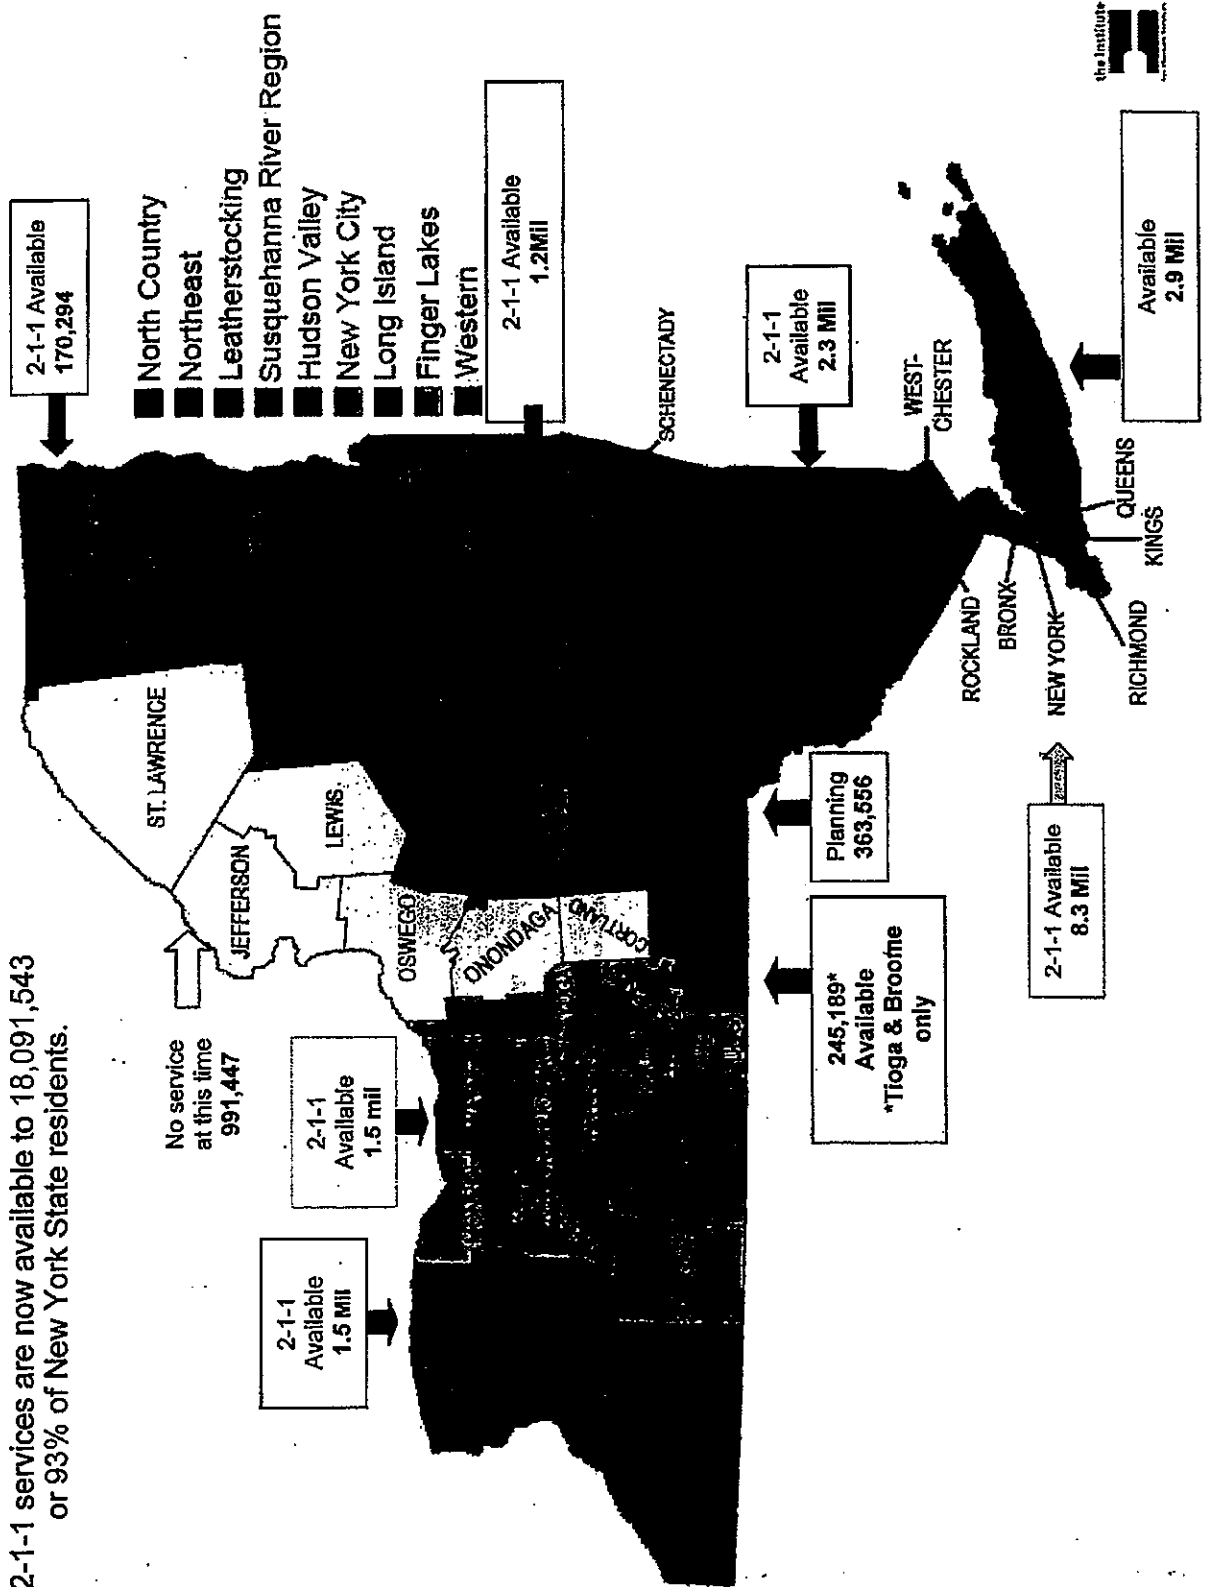 2-1-1 services are now available to 18,091,543
or 93% of New York State residents.
No service
at this time
991,447
2-1-1
Available
1.5 mil
2-1-1
Available
1.5 Mil
ST. LAWRENCE
JEFFERSON
LEWIS
OSWEGO
ONONDAGA
CORTLAND
2-1-1 Available
170,294
North Country
Northeast
Leatherstocking
Susquehanna River Region
Hudson Valley
New York City
Long Island
Finger Lakes
Western
2-1-1 Available
1.2Mil
SCHENECTADY
2-1-1
Available
2.3 Mil
WEST-
CHESTER
245,189*
Available
*Tioga & Broome
only
Planning
363,556
ROCKLAND
BRONX
NEW YORK
RICHMOND
KINGS
QUEENS
2-1-1 Available
8.3 Mil
Available
2.9 Mil
the Institute